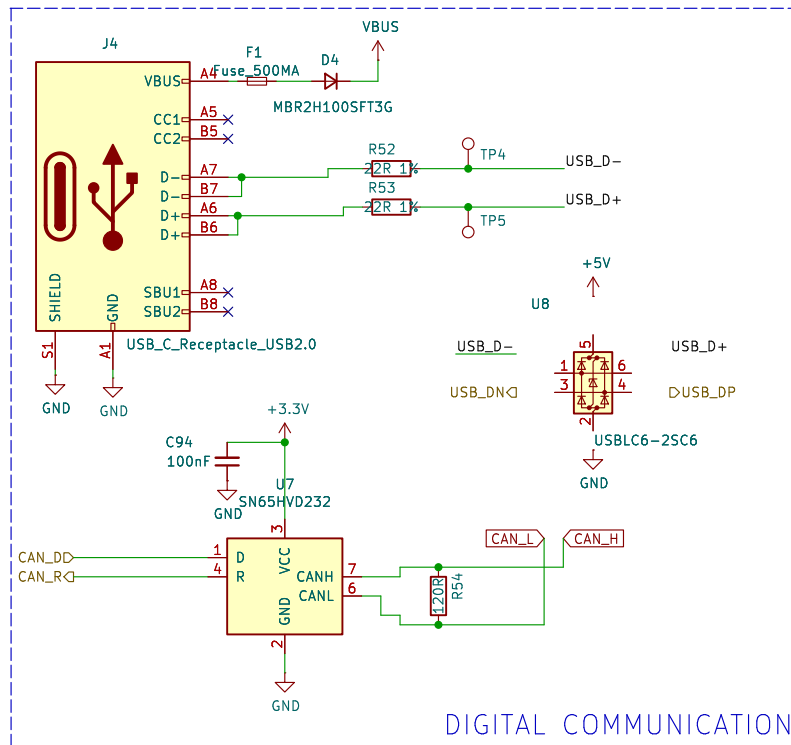 VBUS
J4
F1
Fuse_500MA
D4
MBR2H100SFT3G
VBUS
A4
CC1
A5
CC2
B5
D-
A7
D-
B7
D+
A6
D+
B6
R52
22R 1%
TP4
USB_D-
R53
22R 1%
TP5
USB_D+
SBU1
A8
SBU2
B8
SHIELD
GND
S1
A1
USB_C_Receptacle_USB2.0
GND
GND
+5V
U8
USB_D-
5
USB_D+
1
6
USB_DN
3
4
USB_DP
2
USBLC6-2SC6
GND
+3.3V
C94
100nF
GND
U7
SN65HVD232
3
VCC
CAN_D
1
D
CAN_R
4
R
CANH
7
CANL
6
GND
2
GND
120R
R54
CAN_L
CAN_H
DIGITAL COMMUNICATION